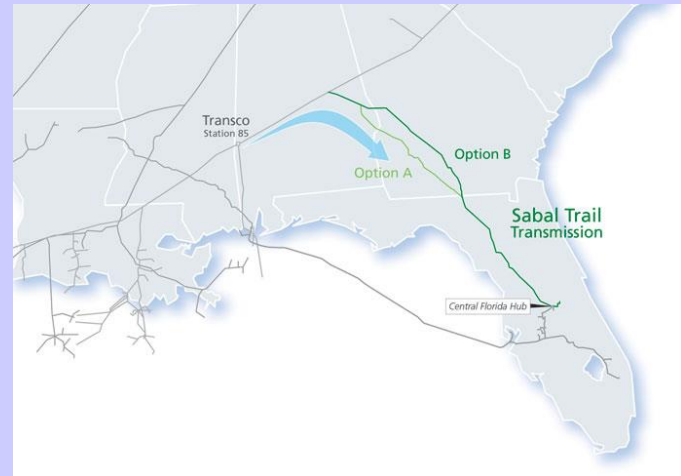 Transco
Station 85
Option A
Option B
Sabal Trail
Transmission
Central Florida Hub